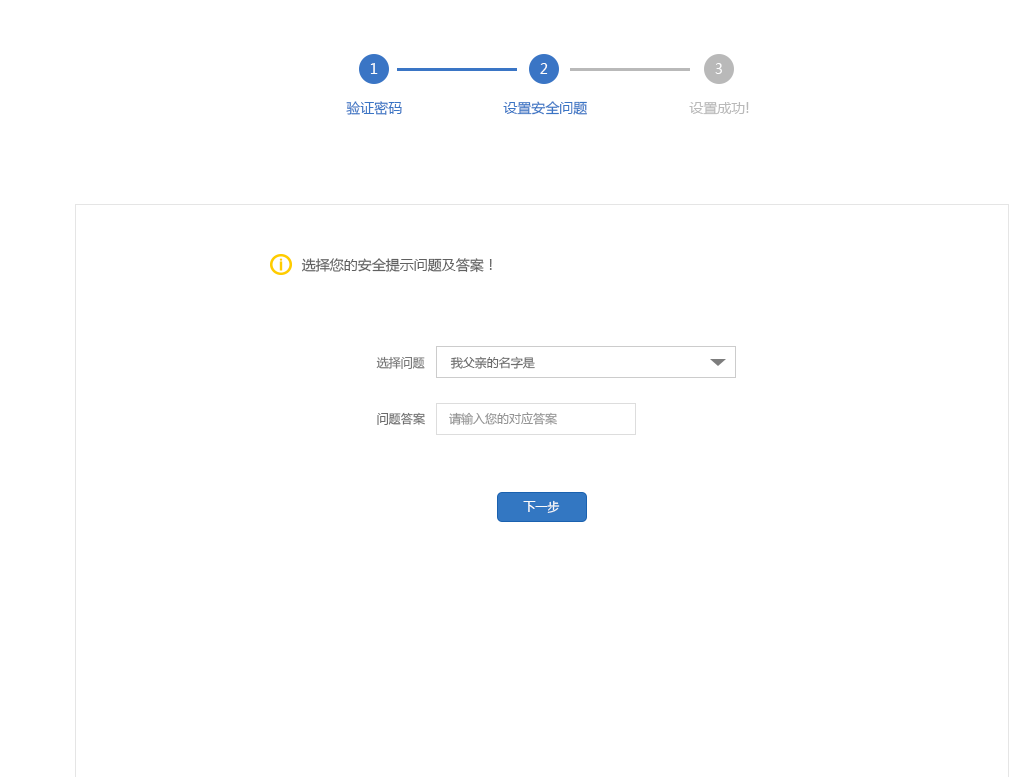 1 2 3
验证密码 设置安全问题 设置成功!
选择您的安全提示问题及答案！
选择问题 我父亲的名字是
问题答案 请输入您的对应答案
下一步